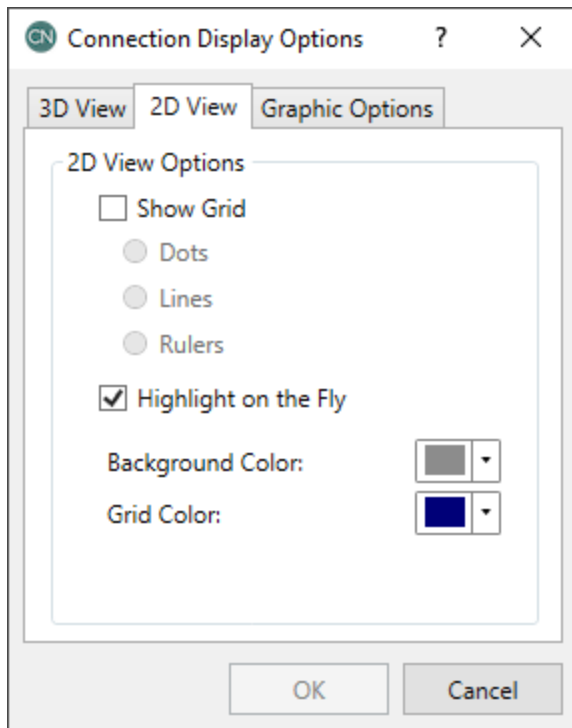 CN Connection Display Options ? 
3D View 2D View Graphic Options
2D View Options
Show Grid
Dots
Lines
Rulers
Highlight on the Fly
Background Color:
Grid Color:
OK Cancel